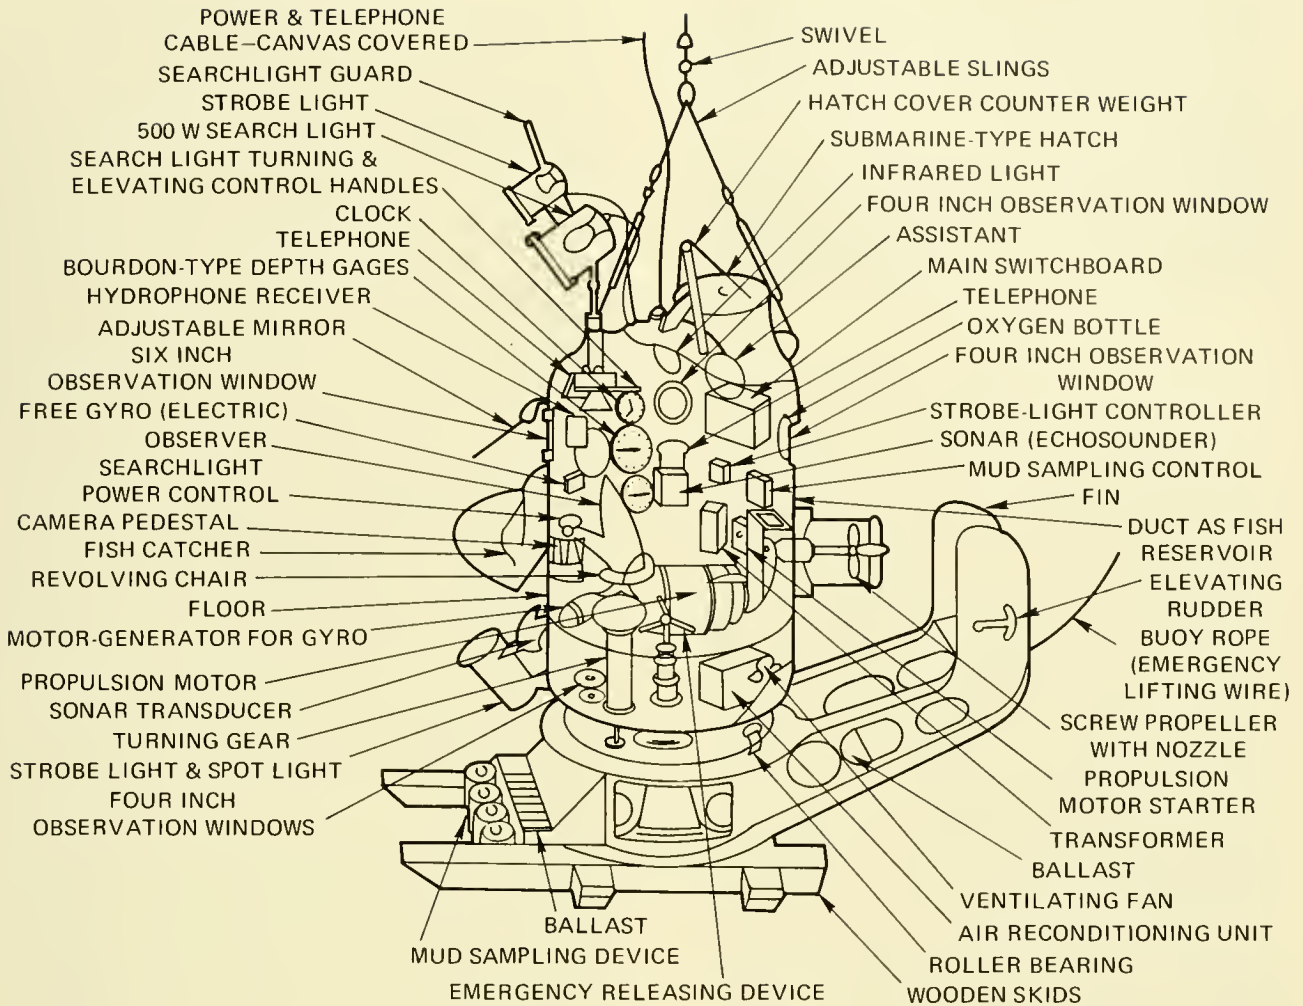 POWER & TELEPHONE
CABLE–CANVAS COVERED
SEARCHLIGHT GUARD
STROBE LIGHT
500 W SEARCH LIGHT
SEARCH LIGHT TURNING &
ELEVATING CONTROL HANDLES
CLOCK
TELEPHONE
BOURDON-TYPE DEPTH GAGES
HYDROPHONE RECEIVER
ADJUSTABLE MIRROR
SIX INCH
OBSERVATION WINDOW
FREE GYRO (ELECTRIC)
OBSERVER
SEARCHLIGHT
POWER CONTROL
CAMERA PEDESTAL
FISH CATCHER
REVOLVING CHAIR
FLOOR
MOTOR-GENERATOR FOR GYRO
PROPULSION MOTOR
SONAR TRANSDUCER
TURNING GEAR
STROBE LIGHT & SPOT LIGHT
FOUR INCH
OBSERVATION WINDOWS
SWIVEL
ADJUSTABLE SLINGS
HATCH COVER COUNTER WEIGHT
SUBMARINE-TYPE HATCH
INFRARED LIGHT
FOUR INCH OBSERVATION WINDOW
ASSISTANT
MAIN SWITCHBOARD
TELEPHONE
OXYGEN BOTTLE
FOUR INCH OBSERVATION
WINDOW
STROBE-LIGHT CONTROLLER
SONAR (ECHOSOUNDER)
MUD SAMPLING CONTROL
FIN
DUCT AS FISH
RESERVOIR
ELEVATING
RUDDER
BUOY ROPE
(EMERGENCY
LIFTING WIRE)
SCREW PROPELLER
WITH NOZZLE
PROPULSION
MOTOR STARTER
TRANSFORMER
BALLAST
VENTILATING FAN
AIR RECONDITIONING UNIT
ROLLER BEARING
WOODEN SKIDS
BALLAST
MUD SAMPLING DEVICE
EMERGENCY RELEASING DEVICE